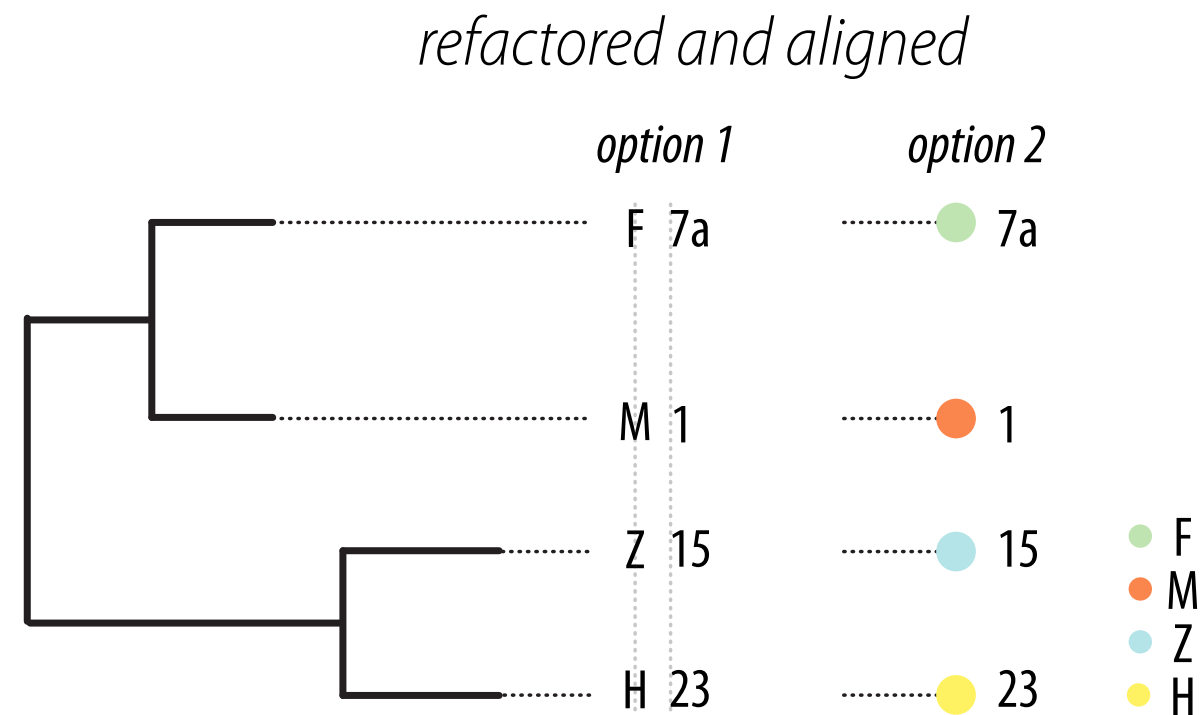 refactored and aligned
option 1 option 2
F 7a 7a
M 1 1
Z 15 15
H 23 23
F
M
Z
H